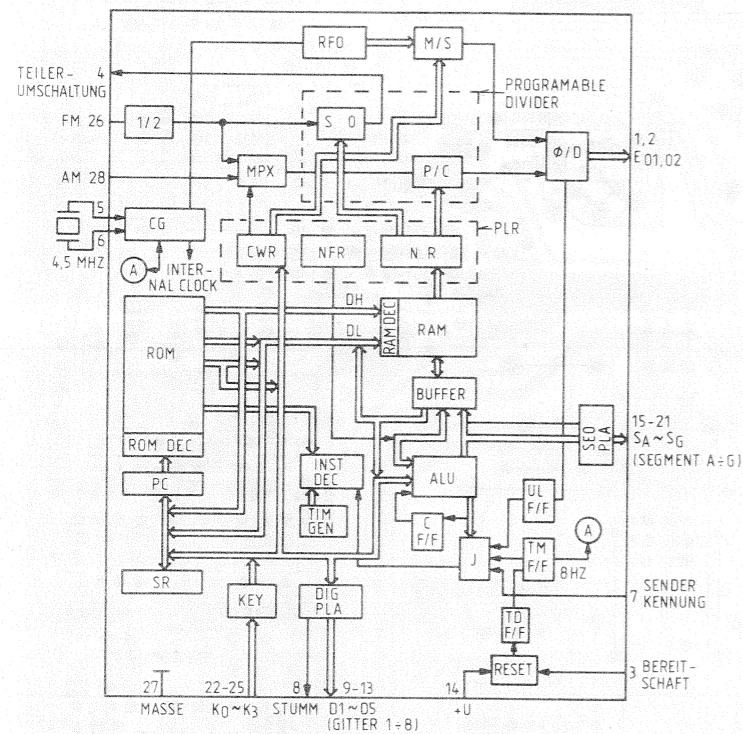 RFO
M/S
TEILER- 4
UMSCHALTUNG
PROGRAMABLE
DIVIDER
FM 26
1/2
S O
1,2
E01,02
Φ/D
AM 28
MPX
P/C
5
CG
6
4,5 MHZ
PLR
A
INTER-
NAL CLOCK
CWR
NFR
N R
DH
DL
ROM
RAM DEC
RAM
BUFFER
ROM DEC
PC
INST
DEC
TIM
GEN
ALU
SEO
PLA
15-21
SA~SG
(SEGMENT A÷G)
UL
F/F
C
F/F
J
TM
F/F
8HZ
A
SR
KEY
DIG
PLA
TD
F/F
7 SENDER
KENNUNG
RESET
3 BEREIT-
SCHAFT
27
MASSE
22-25
K0~K3
8
STUMM
9-13
D1~D5
(GITTER 1÷8)
14
+U